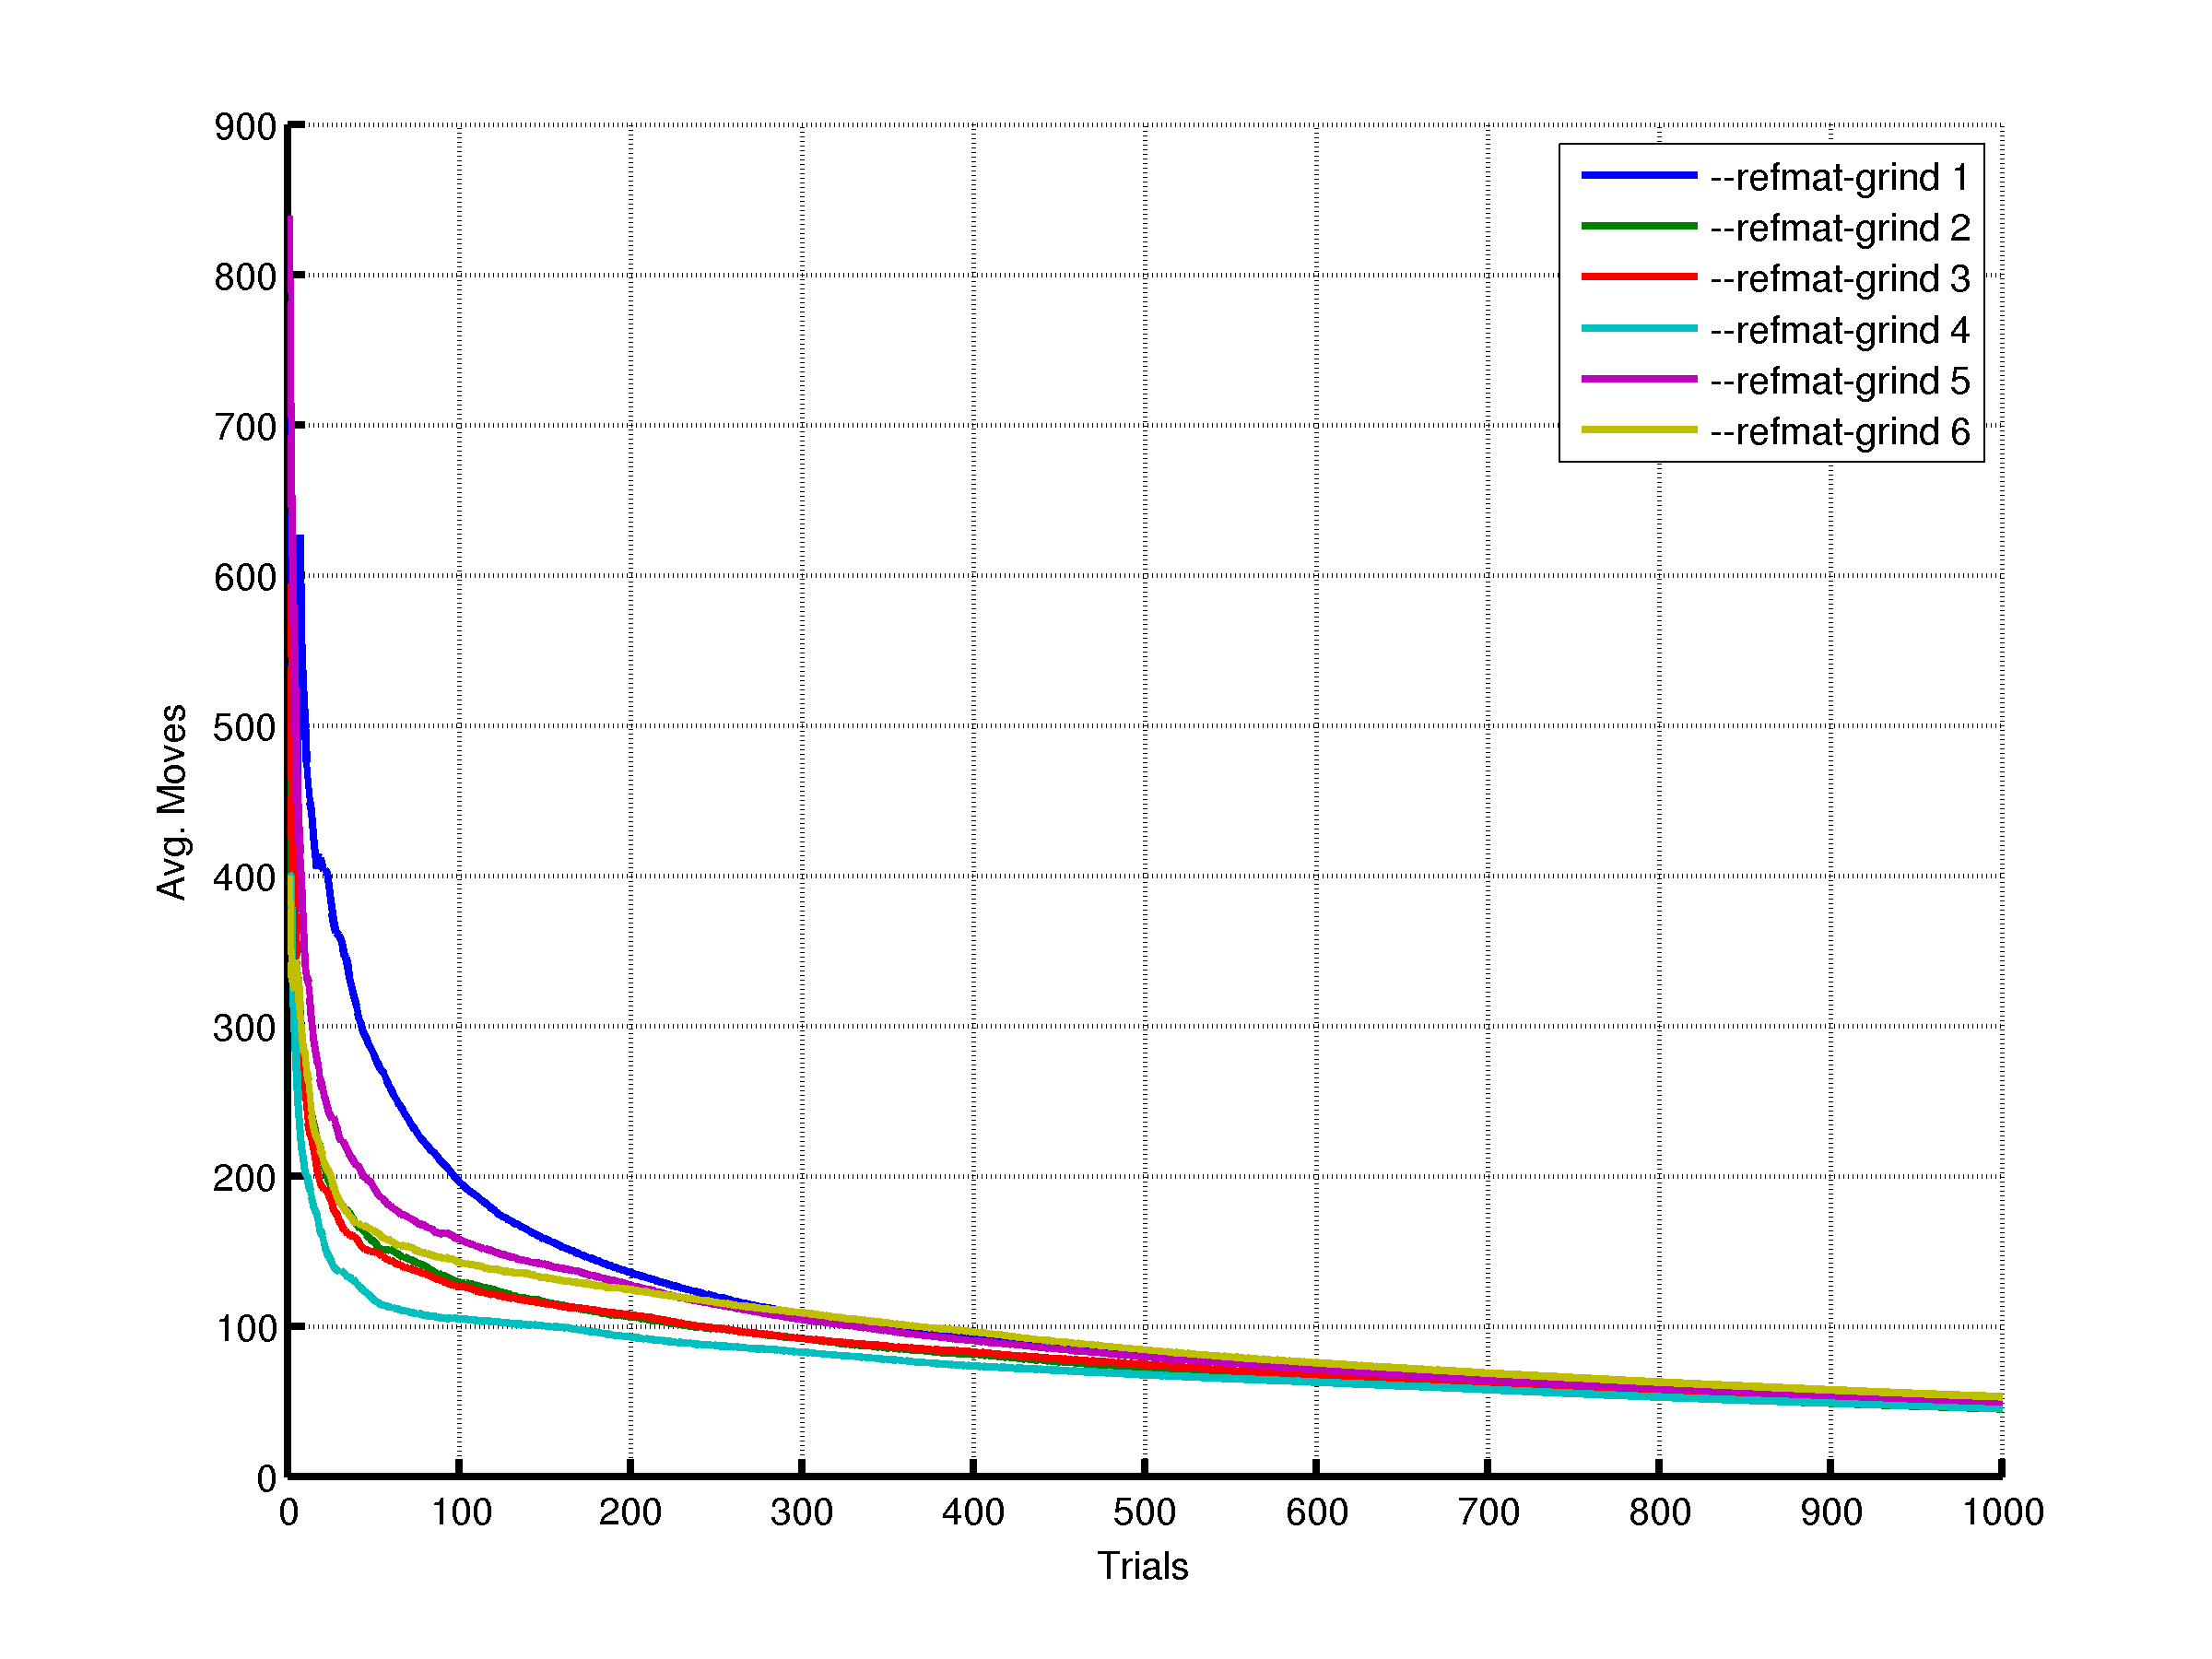 900
800
700
600
500
400
300
200
100
0
Avg. Moves
--refmat-grind 1
--refmat-grind 2
--refmat-grind 3
--refmat-grind 4
--refmat-grind 5
--refmat-grind 6
0 100 200 300 400 500 600 700 800 900 1000
Trials